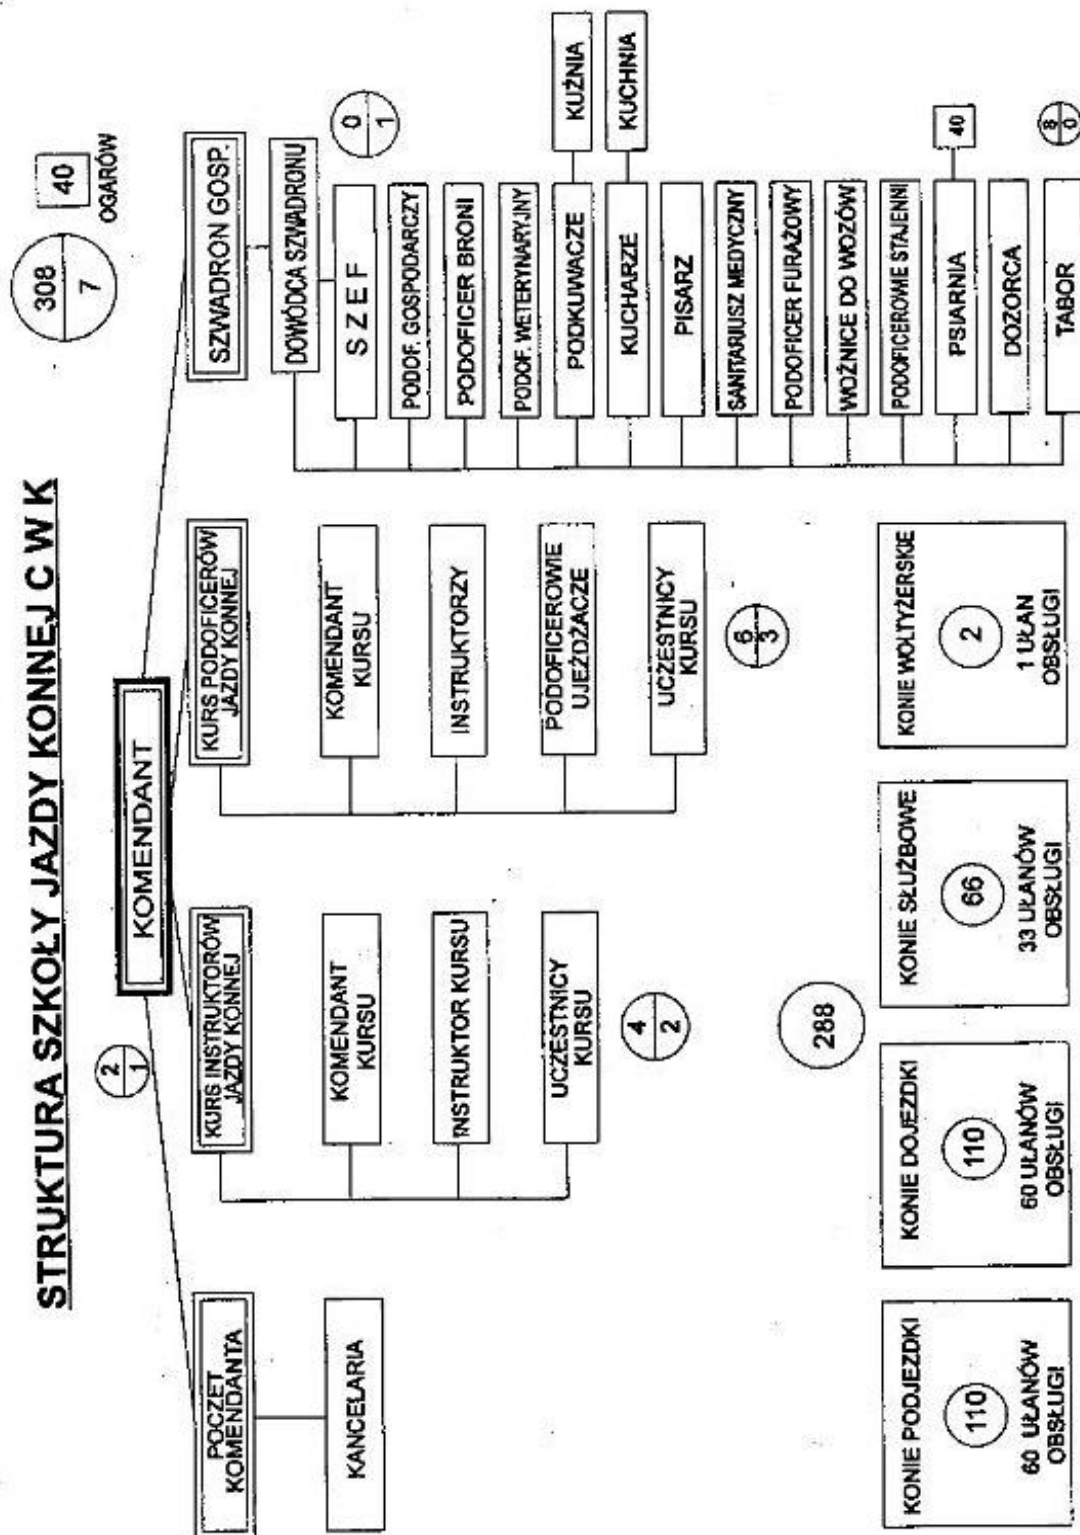 STRUKTURA SZKOŁY JAZDY KONNEJ C W K
308
7
40
OGARÓW
KOMENDANT
2
1
POCZET
KOMENDANTA
KANCELARIA
KURS INSTRUKTORÓW
JAZDY KONNEJ
KOMENDANT
KURSU
INSTRUKTOR KURSU
UCZESTNICY
KURSU
4
2
KURS PODOFICERÓW
JAZDY KONNEJ
KOMENDANT
KURSU
INSTRUKTORZY
PODOFICEROWIE
UJEŻDŻACZE
UCZESTNICY
KURSU
6
3
SZWADRON GOSP.
DOWÓDCA SZWADRONU
S Z E F
0
1
PODOF. GOSPODARCZY
PODOFICER BRONI
PODOF. WETERYNARYJNY
PODKUWACZE
KUŹNIA
KUCHARZE
KUCHNIA
PISARZ
SANITARIUSZ MEDYCZNY
PODOFICER FURAŻOWY
WOŹNICE DO WOZÓW
PODOFICEROWIE STAJENNI
PSIARNIA
40
DOZORCA
TABOR
8
0
288
KONIE PODJEZDKI
110
60 UŁANÓW
OBSŁUGI
KONIE DOJEZDKI
110
60 UŁANÓW
OBSŁUGI
KONIE SŁUŻBOWE
66
33 UŁANÓW
OBSŁUGI
KONIE WOLTYŻERSKIE
2
1 UŁAN
OBSŁUGI